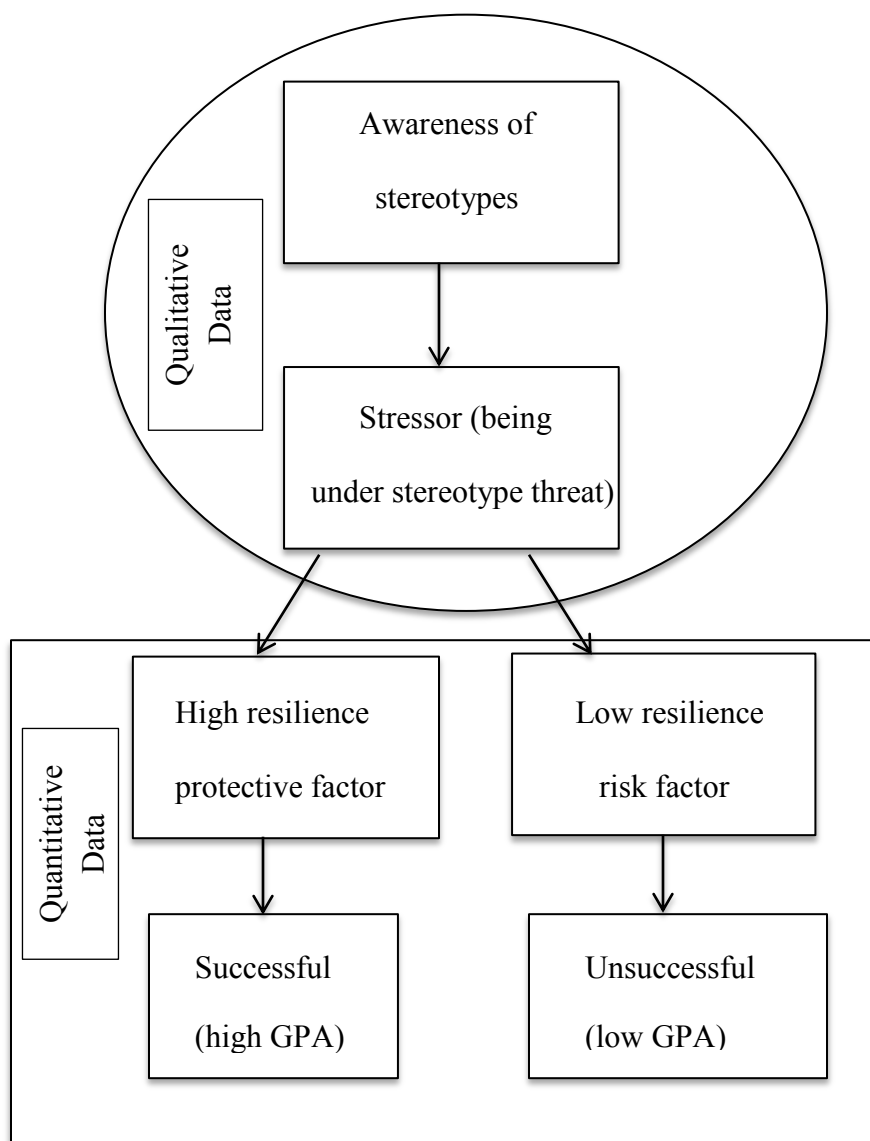 Awareness of
stereotypes
Qualitative
Data
Stressor (being
under stereotype threat)
High resilience
protective factor
Low resilience
risk factor
Quantitative
Data
Successful
(high GPA)
Unsuccessful
(low GPA)